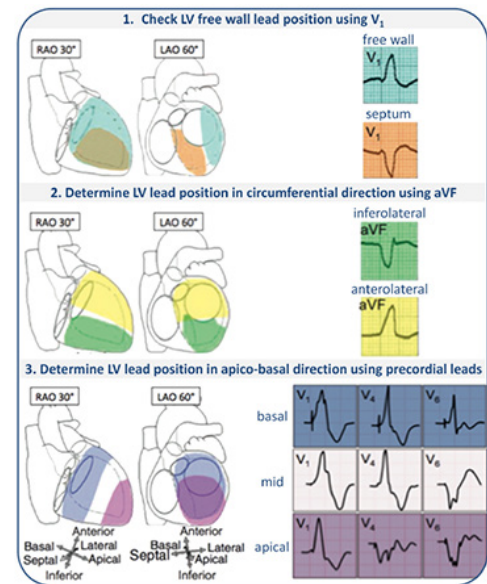 1. Check LV free wall lead position using V₁
RAO 30° LAO 60°
free wall
V₁
septum
V₁
2. Determine LV lead position in circumferential direction using aVF
RAO 30° LAO 60°
inferolateral
aVF
anterolateral
aVF
3. Determine LV lead position in apico-basal direction using precordial leads
RAO 30° LAO 60°
basal
V₁ V₄ V₆
mid
V₁ V₄ V₆
apical
V₁ V₄ V₆
Anterior
Basal Lateral
Septal Apical
Inferior
Anterior
Basal Lateral
Septal Apical
Inferior